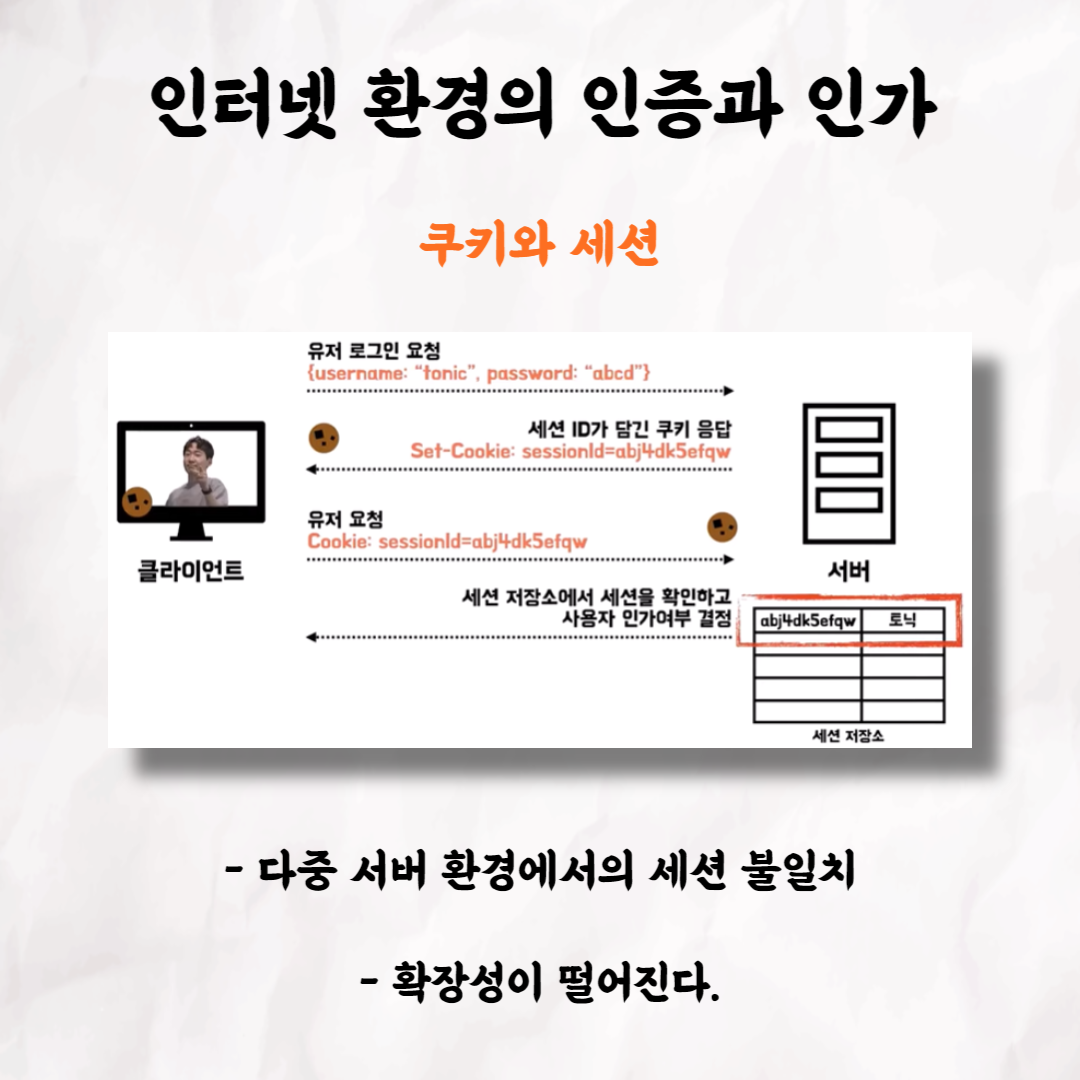 인터넷 환경의 인증과 인가
쿠키와 세션
유저 로그인 요청
{username: “tonic”, password: “abcd”}
세션 ID가 담긴 쿠키 응답
Set-Cookie: sessionId=abj4dk5efqw
유저 요청
Cookie: sessionId=abj4dk5efqw
클라이언트
서버
세션 저장소에서 세션을 확인하고
사용자 인가여부 결정
abj4dk5efqw 토닉
세션 저장소
- 다중 서버 환경에서의 세션 불일치
- 확장성이 떨어진다.